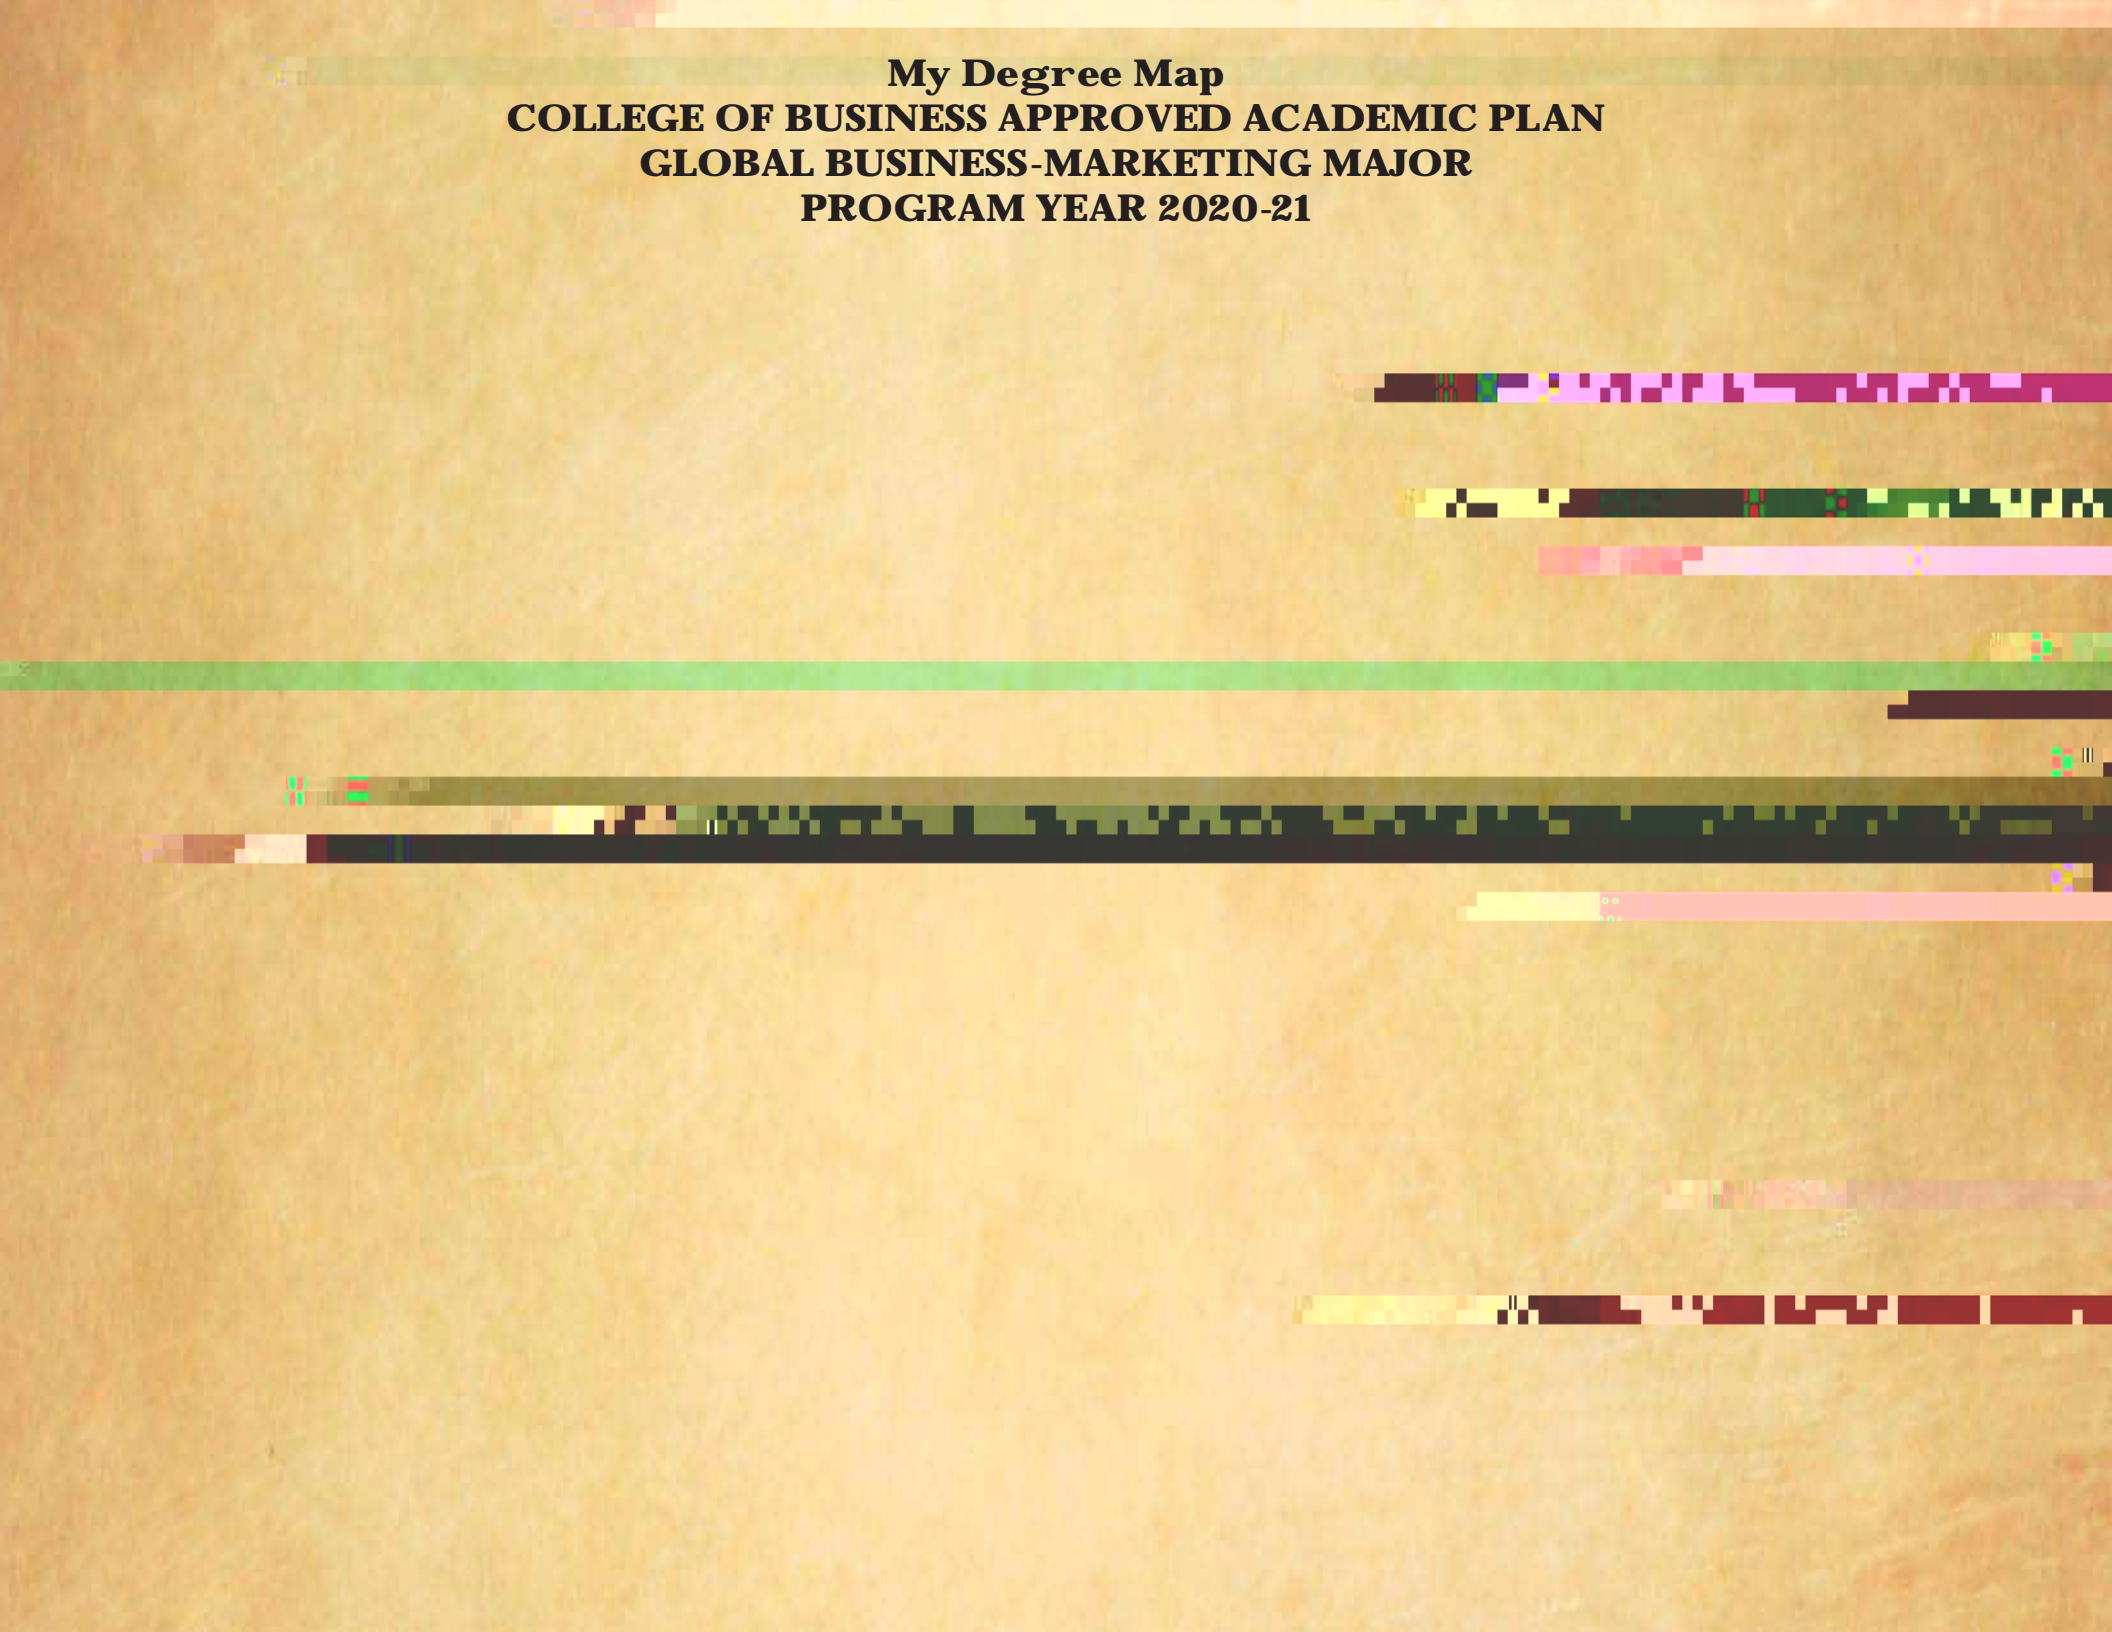 My Degree Map
COLLEGE OF BUSINESS APPROVED ACADEMIC PLAN
GLOBAL BUSINESS-MARKETING MAJOR
PROGRAM YEAR 2020-21